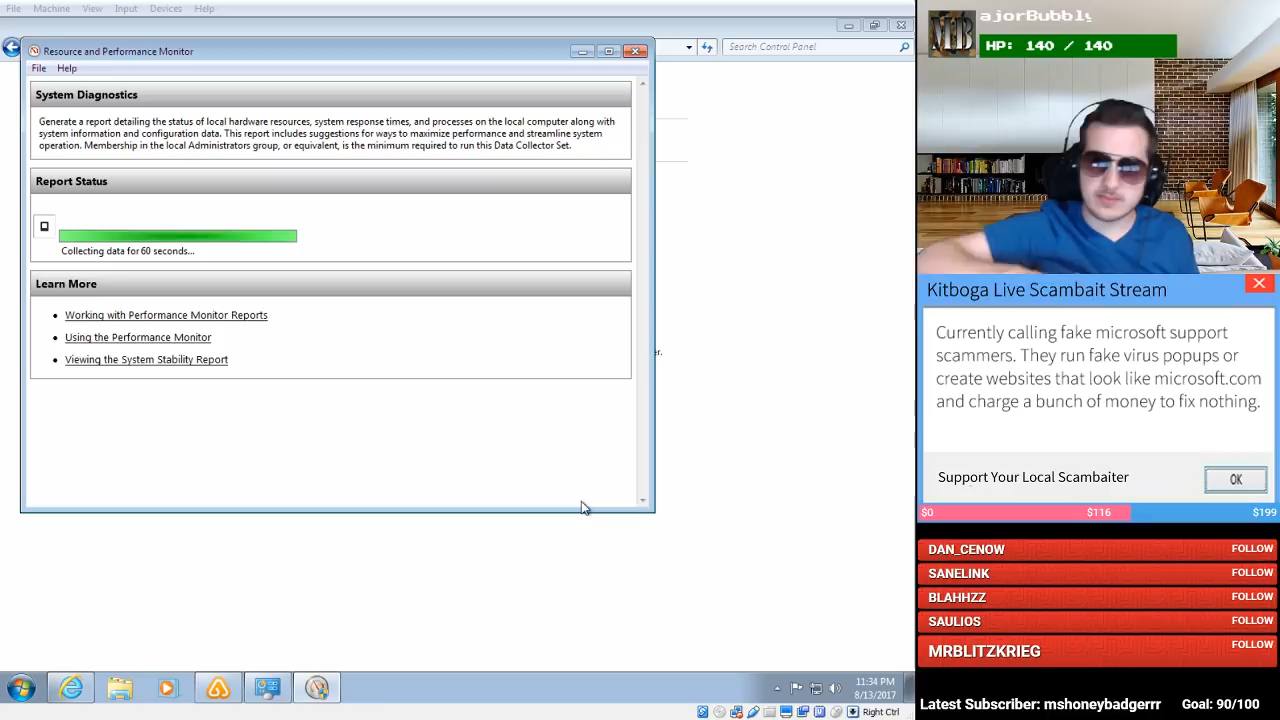 File Machine View Input Devices Help
Search Control Panel
Resource and Performance Monitor
File Help
System Diagnostics
Generate a report detailing the status of local hardware resources, system response times, and processes on the local computer along with
system information and configuration data. This report includes suggestions for ways to maximize performance and streamline system
operation. Membership in the local Administrators group, or equivalent, is the minimum required to run this Data Collector Set.
Report Status
Collecting data for 60 seconds...
Learn More
Working with Performance Monitor Reports
Using the Performance Monitor
Viewing the System Stability Report
11:34 PM
8/13/2017
Right Ctrl
MB
HP: 140 / 140
Kitboga Live Scambait Stream
Currently calling fake microsoft support
scammers. They run fake virus popups or
create websites that look like microsoft.com
and charge a bunch of money to fix nothing.
Support Your Local Scambaiter
OK
$0 $116 $199
DAN_CENOW FOLLOW
SANELINK FOLLOW
BLAHHZZ FOLLOW
SAULIOS FOLLOW
MRBLITZKRIEG FOLLOW
Latest Subscriber: mshoneybadgerrr Goal: 90/100